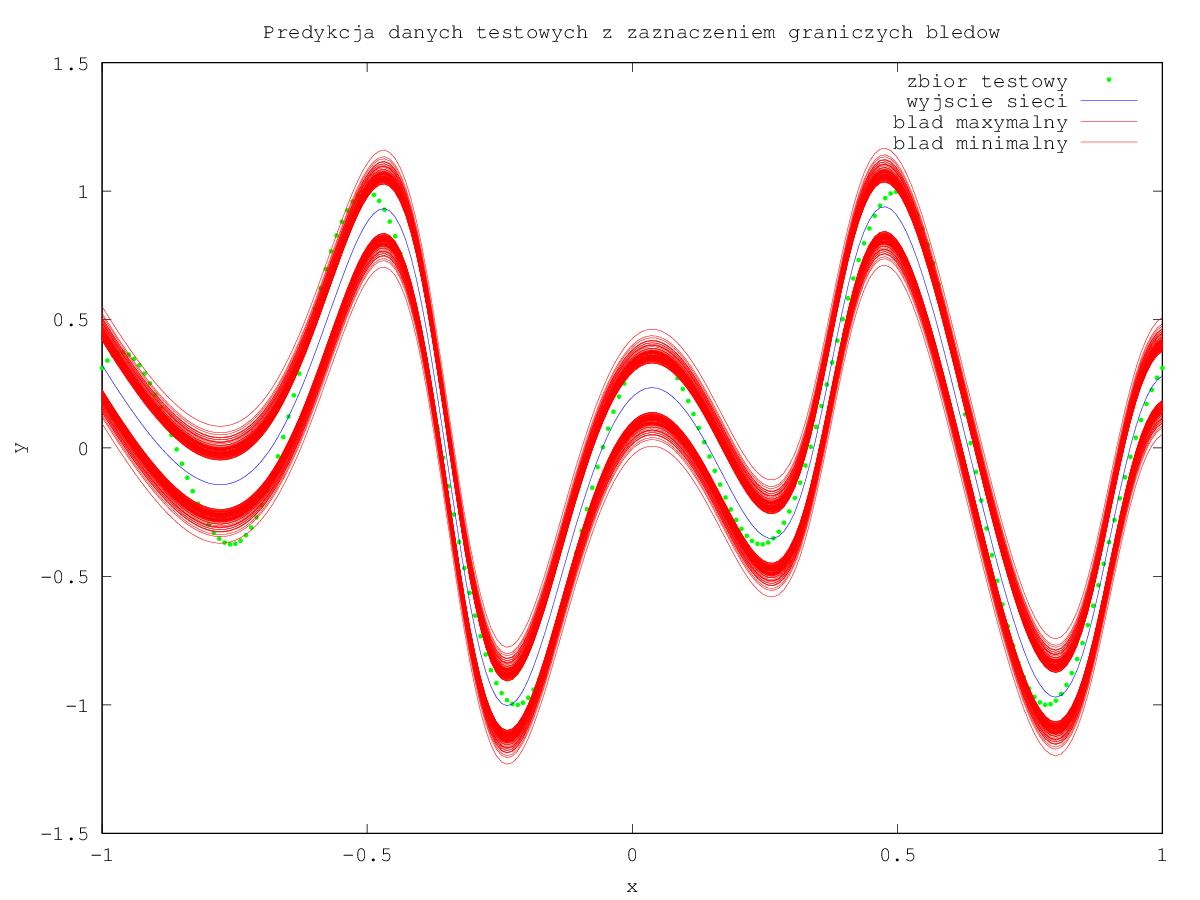 Predykcja danych testowych z zaznaczeniem graniczych bledow
1.5
zbior testowy
wyjscie sieci
blad maxymalny
blad minimalny
1
0.5
y
0
-0.5
-1
-1.5
-1 -0.5 0 0.5 1
x